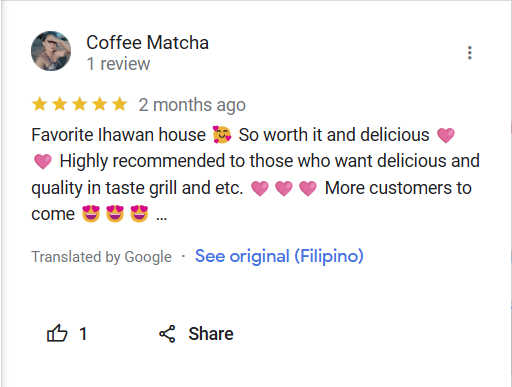 Coffee Matcha
1 review
2 months ago
Favorite Ihawan house 🥰 So worth it and delicious 🩷
🩷 Highly recommended to those who want delicious and
quality in taste grill and etc. 🩷 🩷 🩷 More customers to
come 😍 😍 😍 ...
Translated by Google · See original (Filipino)
1 Share